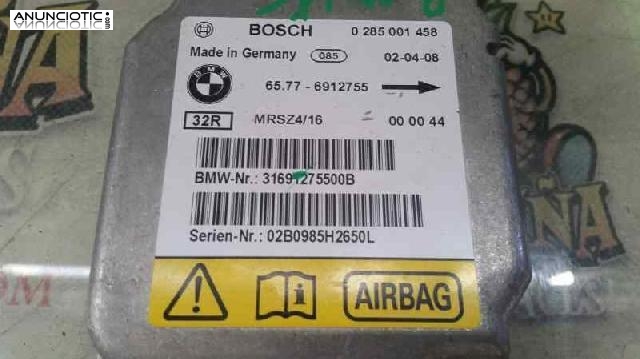 ANUNCIOTIC!
.com
BOSCH 0 285 001 458
Made in Germany 085 02-04-08
BMW
65.77 - 6912755
32R MRSZ4/16 00 00 44
BMW-Nr.: 31691275500B
Serien-Nr.: 02B0985H2650L
AIRBAG